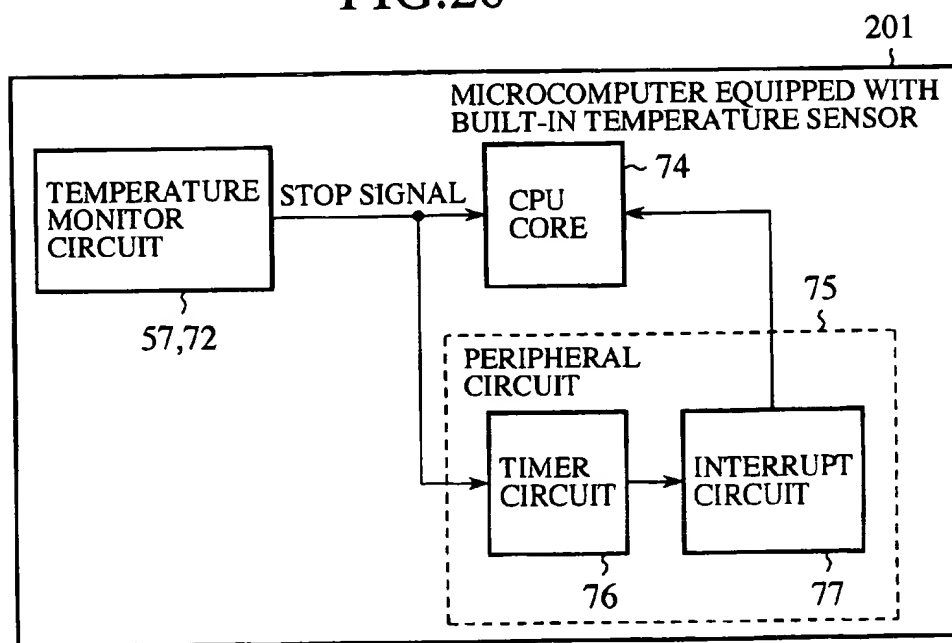 FIG.20
201
MICROCOMPUTER EQUIPPED WITH
BUILT-IN TEMPERATURE SENSOR
TEMPERATURE
MONITOR
CIRCUIT
57,72
STOP SIGNAL
CPU
CORE
74
75
PERIPHERAL
CIRCUIT
TIMER
CIRCUIT
76
INTERRUPT
CIRCUIT
77